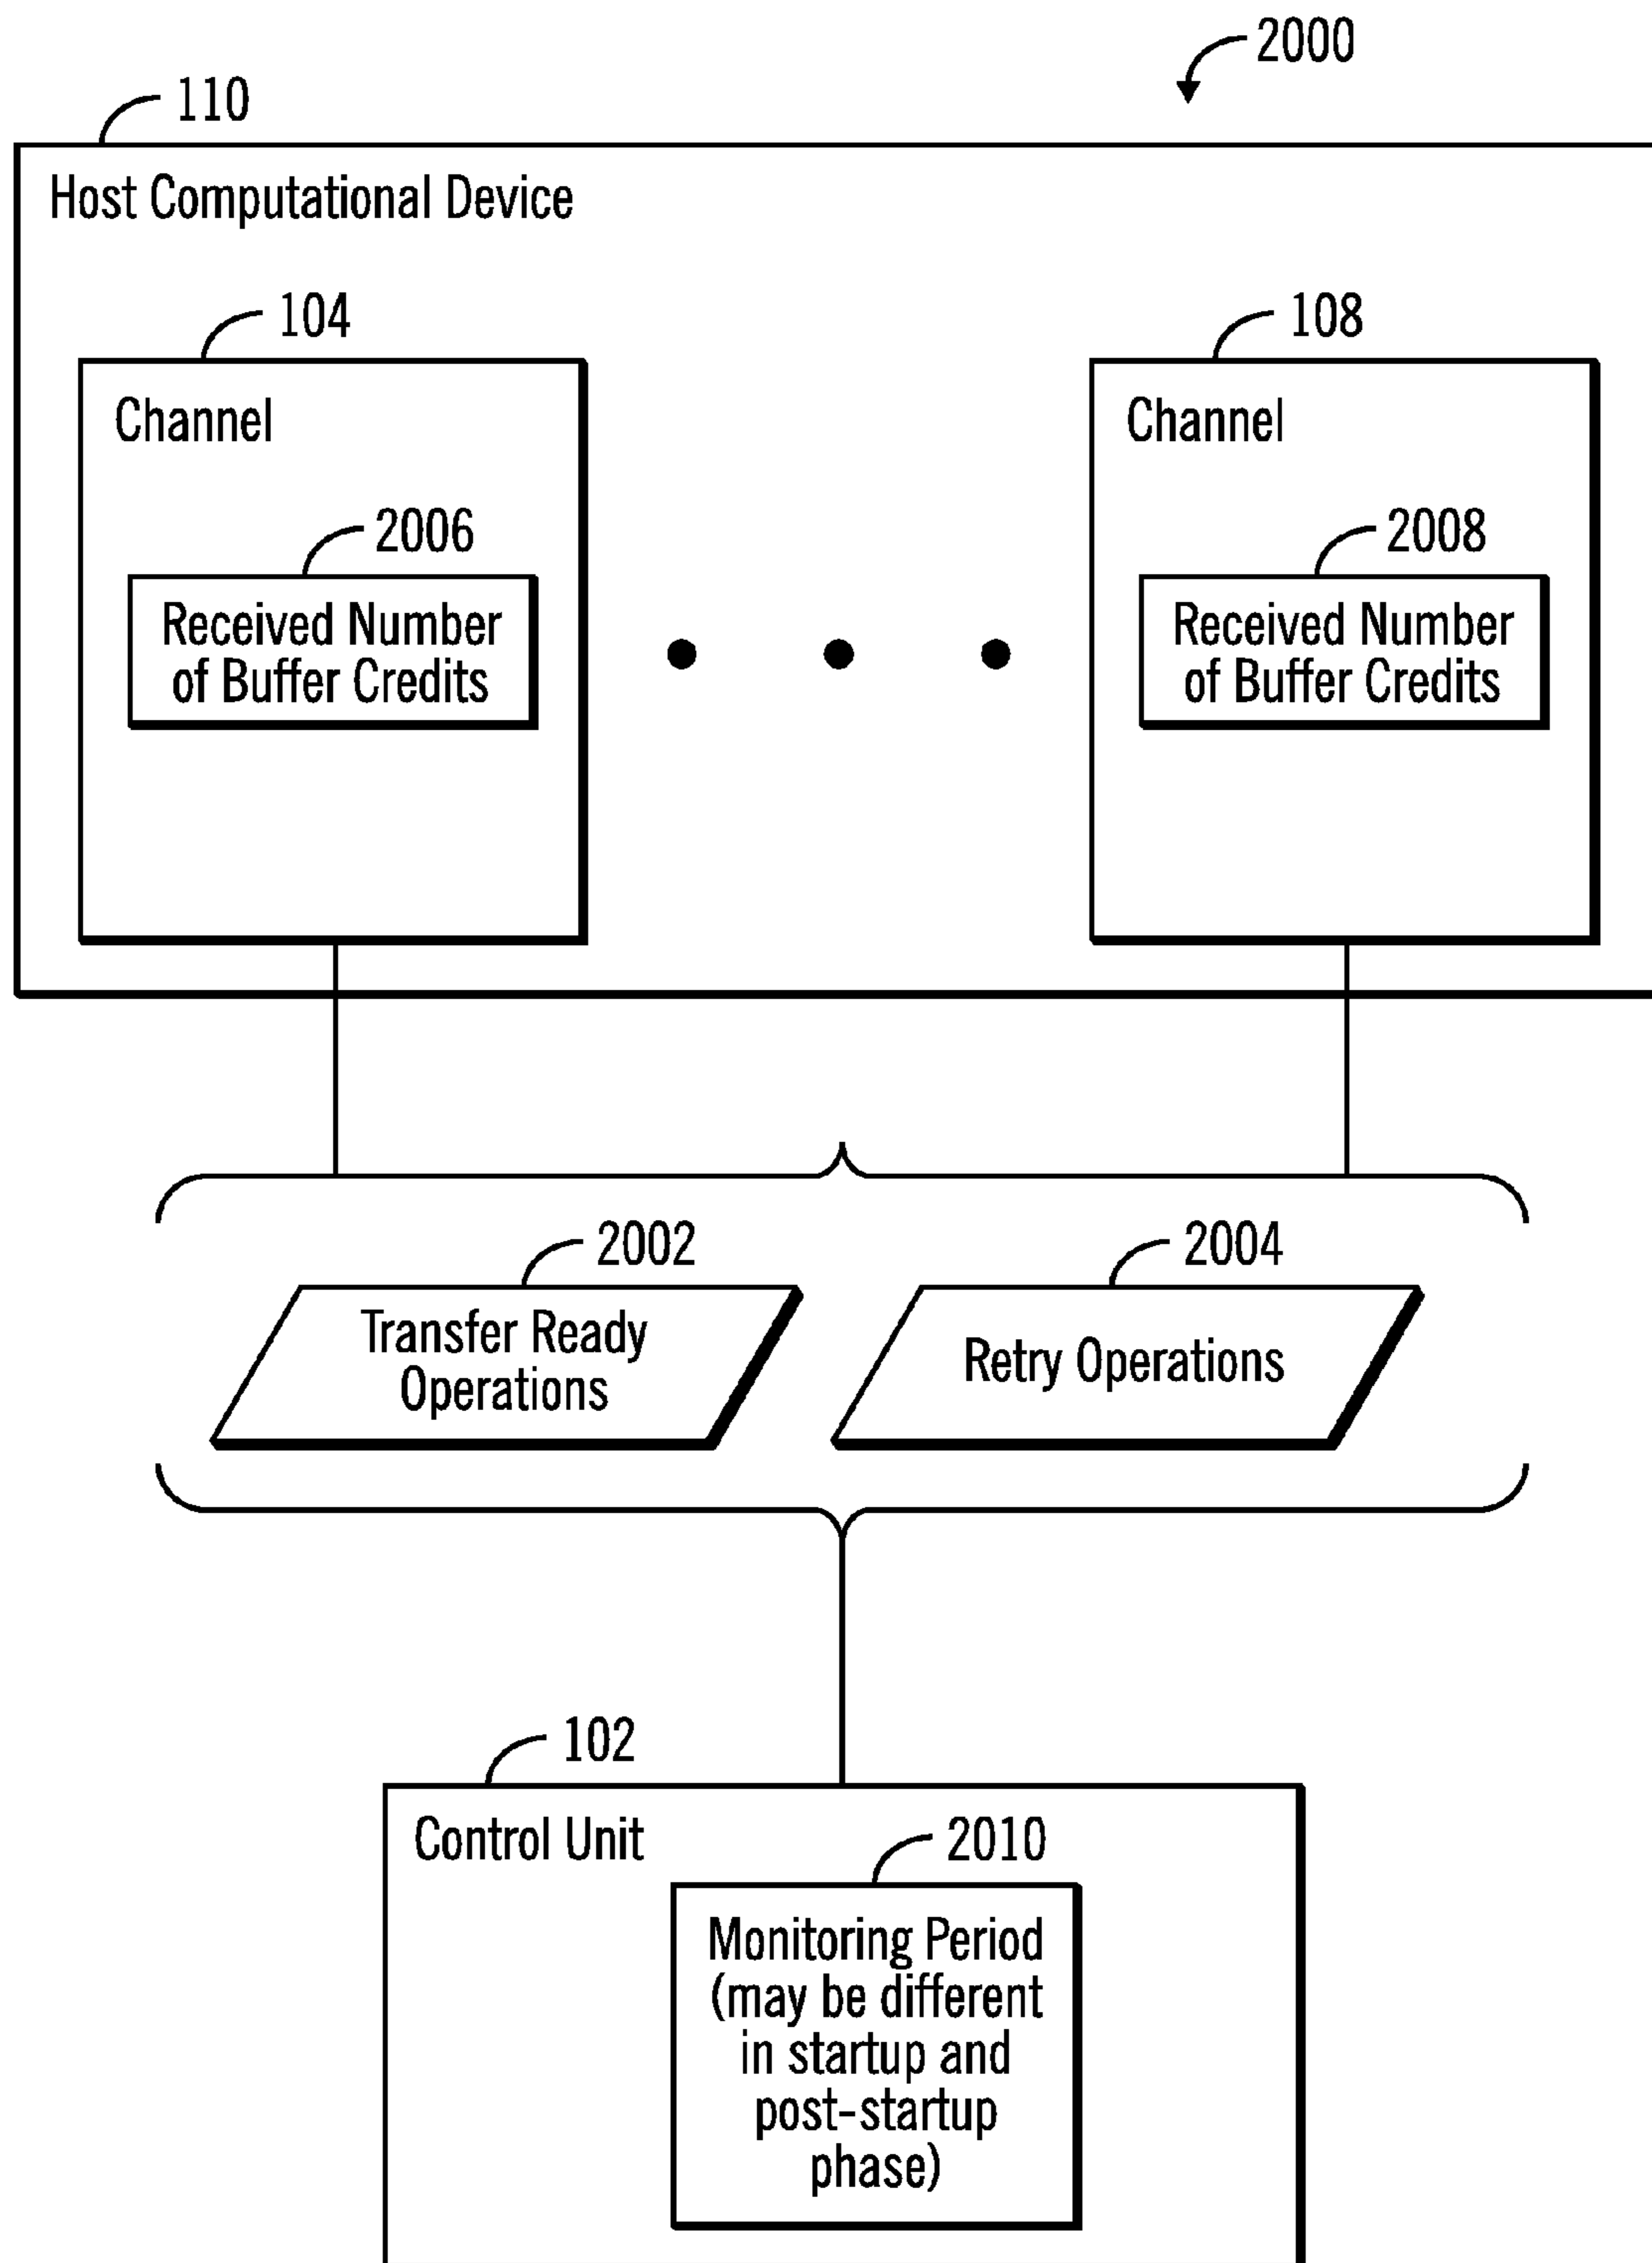 2000
110
Host Computational Device
104
108
Channel
Channel
2006
2008
Received Number
of Buffer Credits
Received Number
of Buffer Credits
2002
2004
Transfer Ready
Operations
Retry Operations
102
Control Unit
2010
Monitoring Period
(may be different
in startup and
post-startup
phase)